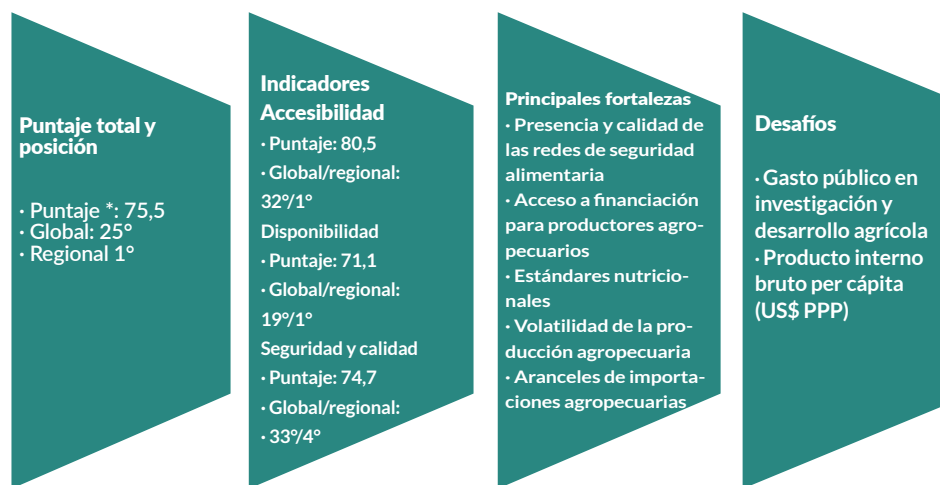 Puntaje total y
posición
· Puntaje *: 75,5
· Global: 25°
· Regional 1°
Indicadores
Accesibilidad
· Puntaje: 80,5
· Global/regional:
32°/1°
Disponibilidad
· Puntaje: 71,1
· Global/regional:
19°/1°
Seguridad y calidad
· Puntaje: 74,7
· Global/regional:
· 33°/4°
Principales fortalezas
· Presencia y calidad de
las redes de seguridad
alimentaria
· Acceso a financiación
para productores agro-
pecuarios
· Estándares nutricio-
nales
· Volatilidad de la pro-
ducción agropecuaria
· Aranceles de importa-
ciones agropecuarias
Desafíos
· Gasto público en
investigación y
desarrollo agrícola
· Producto interno
bruto per cápita
(US$ PPP)